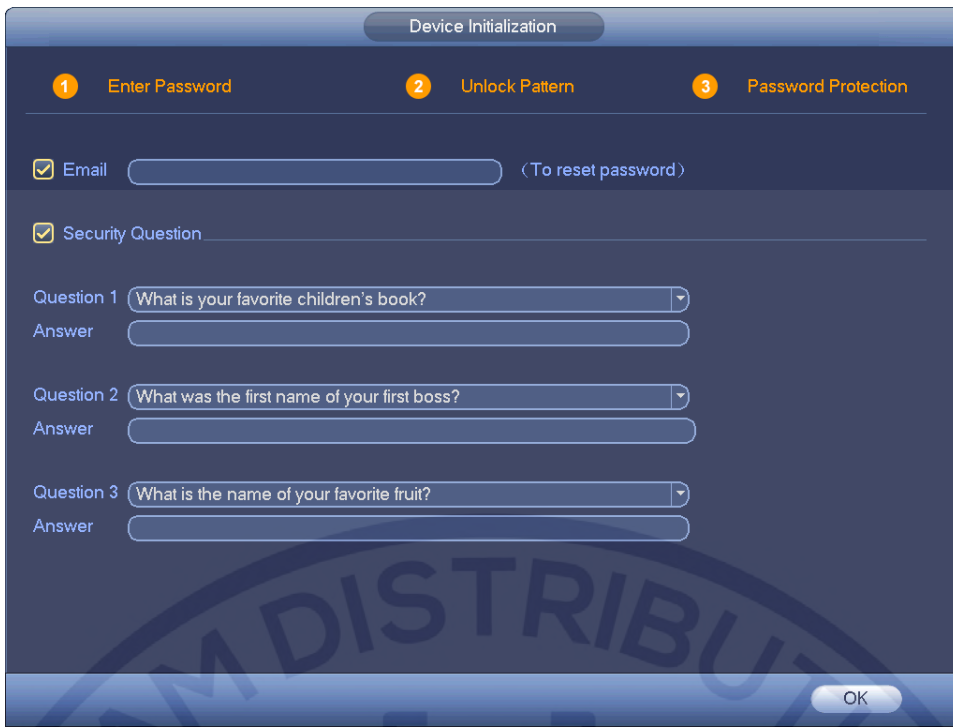 Device Initialization
1 Enter Password 2 Unlock Pattern 3 Password Protection
Email (To reset password)
Security Question
Question 1 What is your favorite children's book?
Answer
Question 2 What was the first name of your first boss?
Answer
Question 3 What is the name of your favorite fruit?
Answer
OK